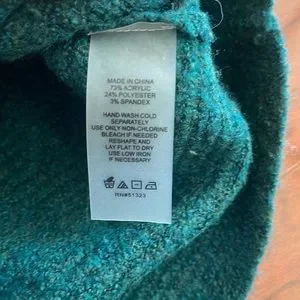 MADE IN CHINA
73% ACRYLIC
24% POLYESTER
3% SPANDEX
HAND WASH COLD
SEPARATELY
USE ONLY NON-CHLORINE
BLEACH IF NEEDED
RESHAPE AND
LAY FLAT TO DRY
USE LOW IRON
IF NECESSARY
RN#51323